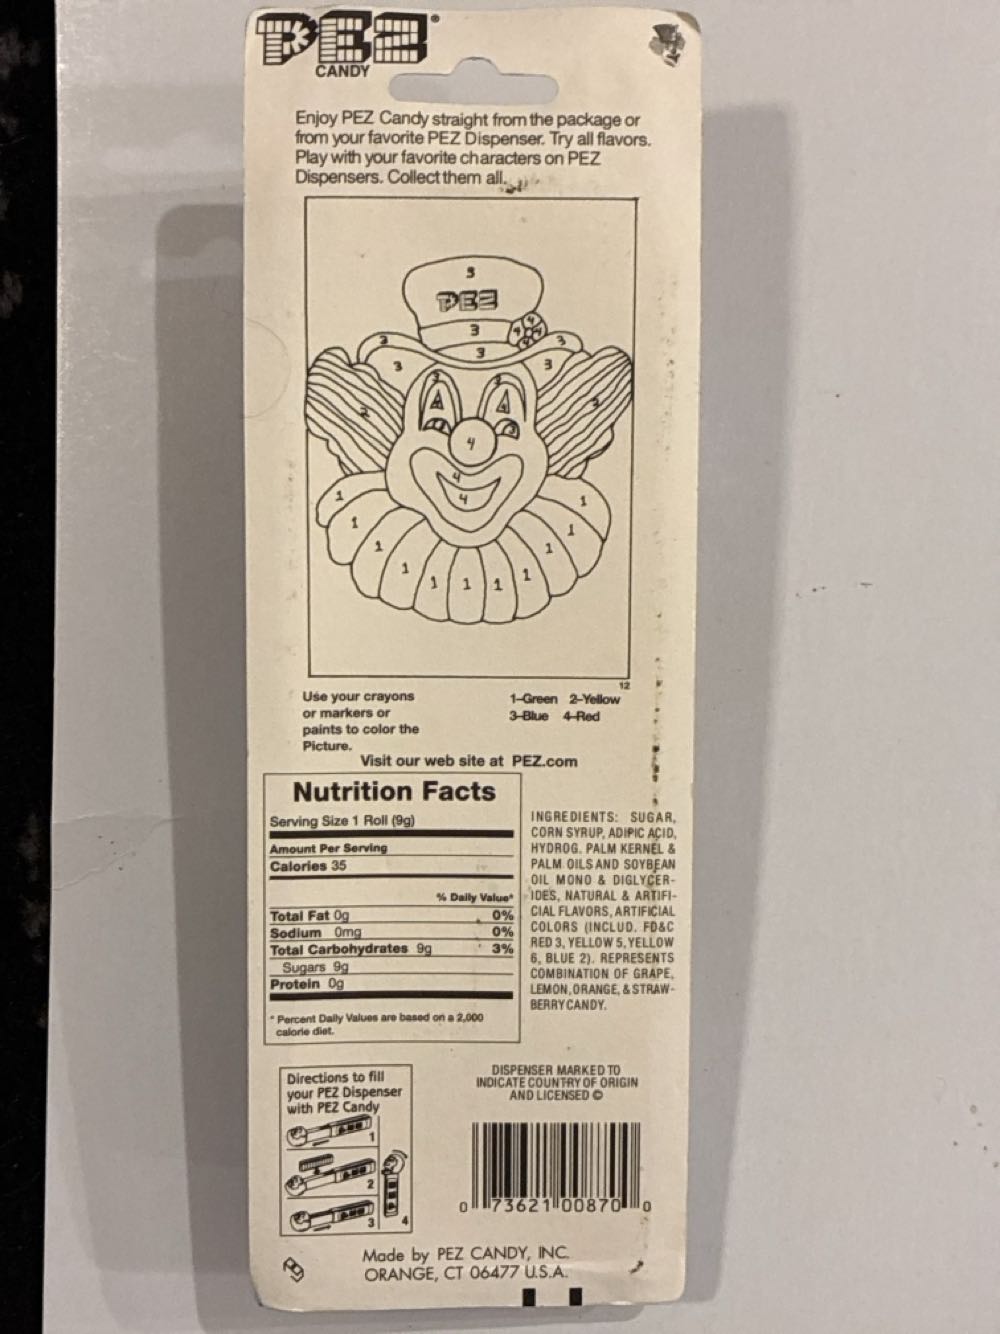 PEZ®
CANDY
Enjoy PEZ Candy straight from the package or
from your favorite PEZ Dispenser. Try all flavors.
Play with your favorite characters on PEZ
Dispensers. Collect them all.
3
PEZ
3
4
4
4
4
3
3
3
3
3
3
3
4
4
2
2
3
4
4
4
1
1
1
1
1
1
1
1
1
1
1
12
Use your crayons
or markers or
paints to color the
Picture.
1–Green 2–Yellow
3–Blue 4–Red
Visit our web site at PEZ.com
Nutrition Facts
Serving Size 1 Roll (9g)
Amount Per Serving
Calories 35
% Daily Value*
Total Fat 0g 0%
Sodium 0mg 0%
Total Carbohydrates 9g 3%
Sugars 9g
Protein 0g
* Percent Daily Values are based on a 2,000
calorie diet.
INGREDIENTS: SUGAR,
CORN SYRUP, ADIPIC ACID,
HYDROG. PALM KERNEL &
PALM OILS AND SOYBEAN
OIL MONO & DIGLYCER-
IDES, NATURAL & ARTIFI-
CIAL FLAVORS, ARTIFICIAL
COLORS (INCLUD. FD&C
RED 3, YELLOW 5, YELLOW
6, BLUE 2). REPRESENTS
COMBINATION OF GRAPE,
LEMON, ORANGE, & STRAW-
BERRY CANDY.
Directions to fill
your PEZ Dispenser
with PEZ Candy
1
2
3
4
DISPENSER MARKED TO
INDICATE COUNTRY OF ORIGIN
AND LICENSED ©
0 73621 00870 0
Made by PEZ CANDY, INC.
ORANGE, CT 06477 U.S.A.